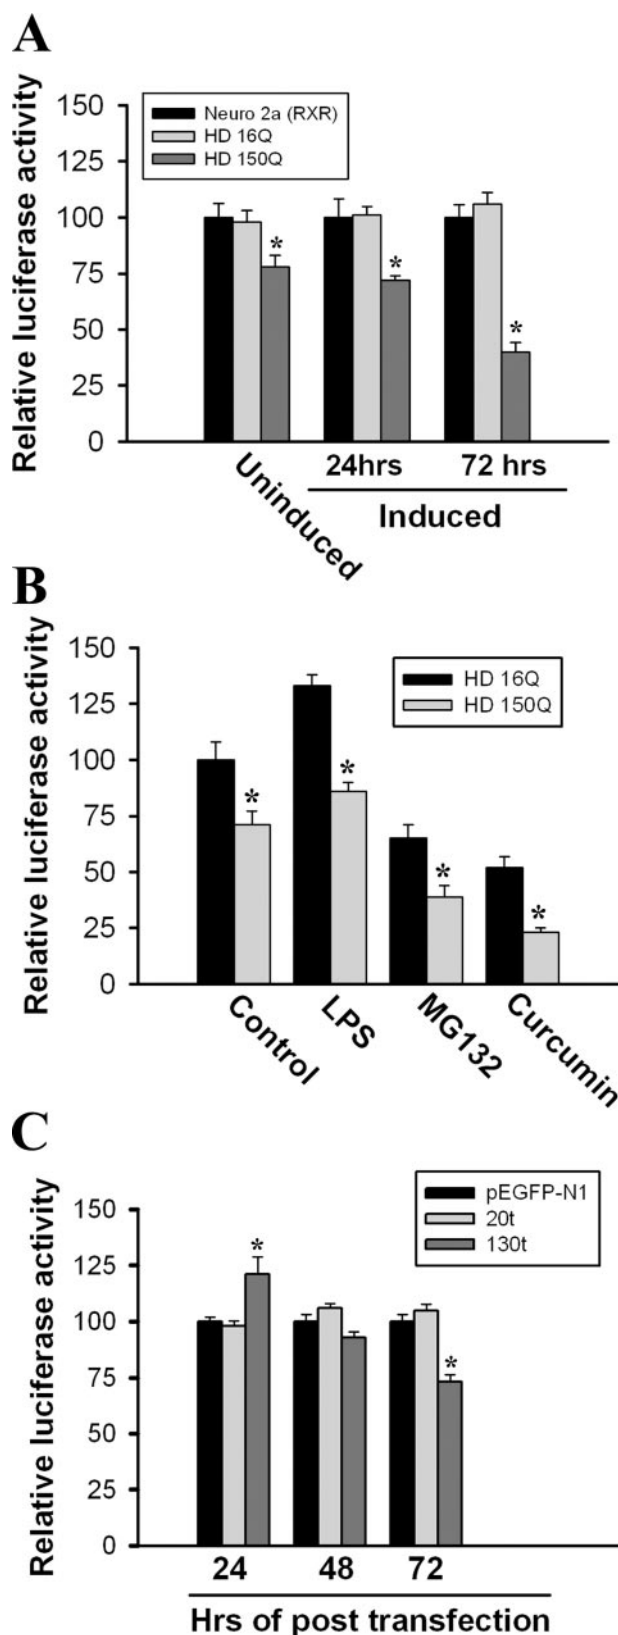 A
Relative luciferase activity
150
125
100
75
50
25
0
Neuro 2a (RXR)
HD 16Q
HD 150Q
*
*
*
Uninduced
24hrs
72 hrs
Induced
B
Relative luciferase activity
150
125
100
75
50
25
0
HD 16Q
HD 150Q
*
*
*
*
Control
LPS
MG132
Curcumin
C
Relative luciferase activity
150
125
100
75
50
25
0
pEGFP-N1
20t
130t
*
*
24
48
72
Hrs of post transfection